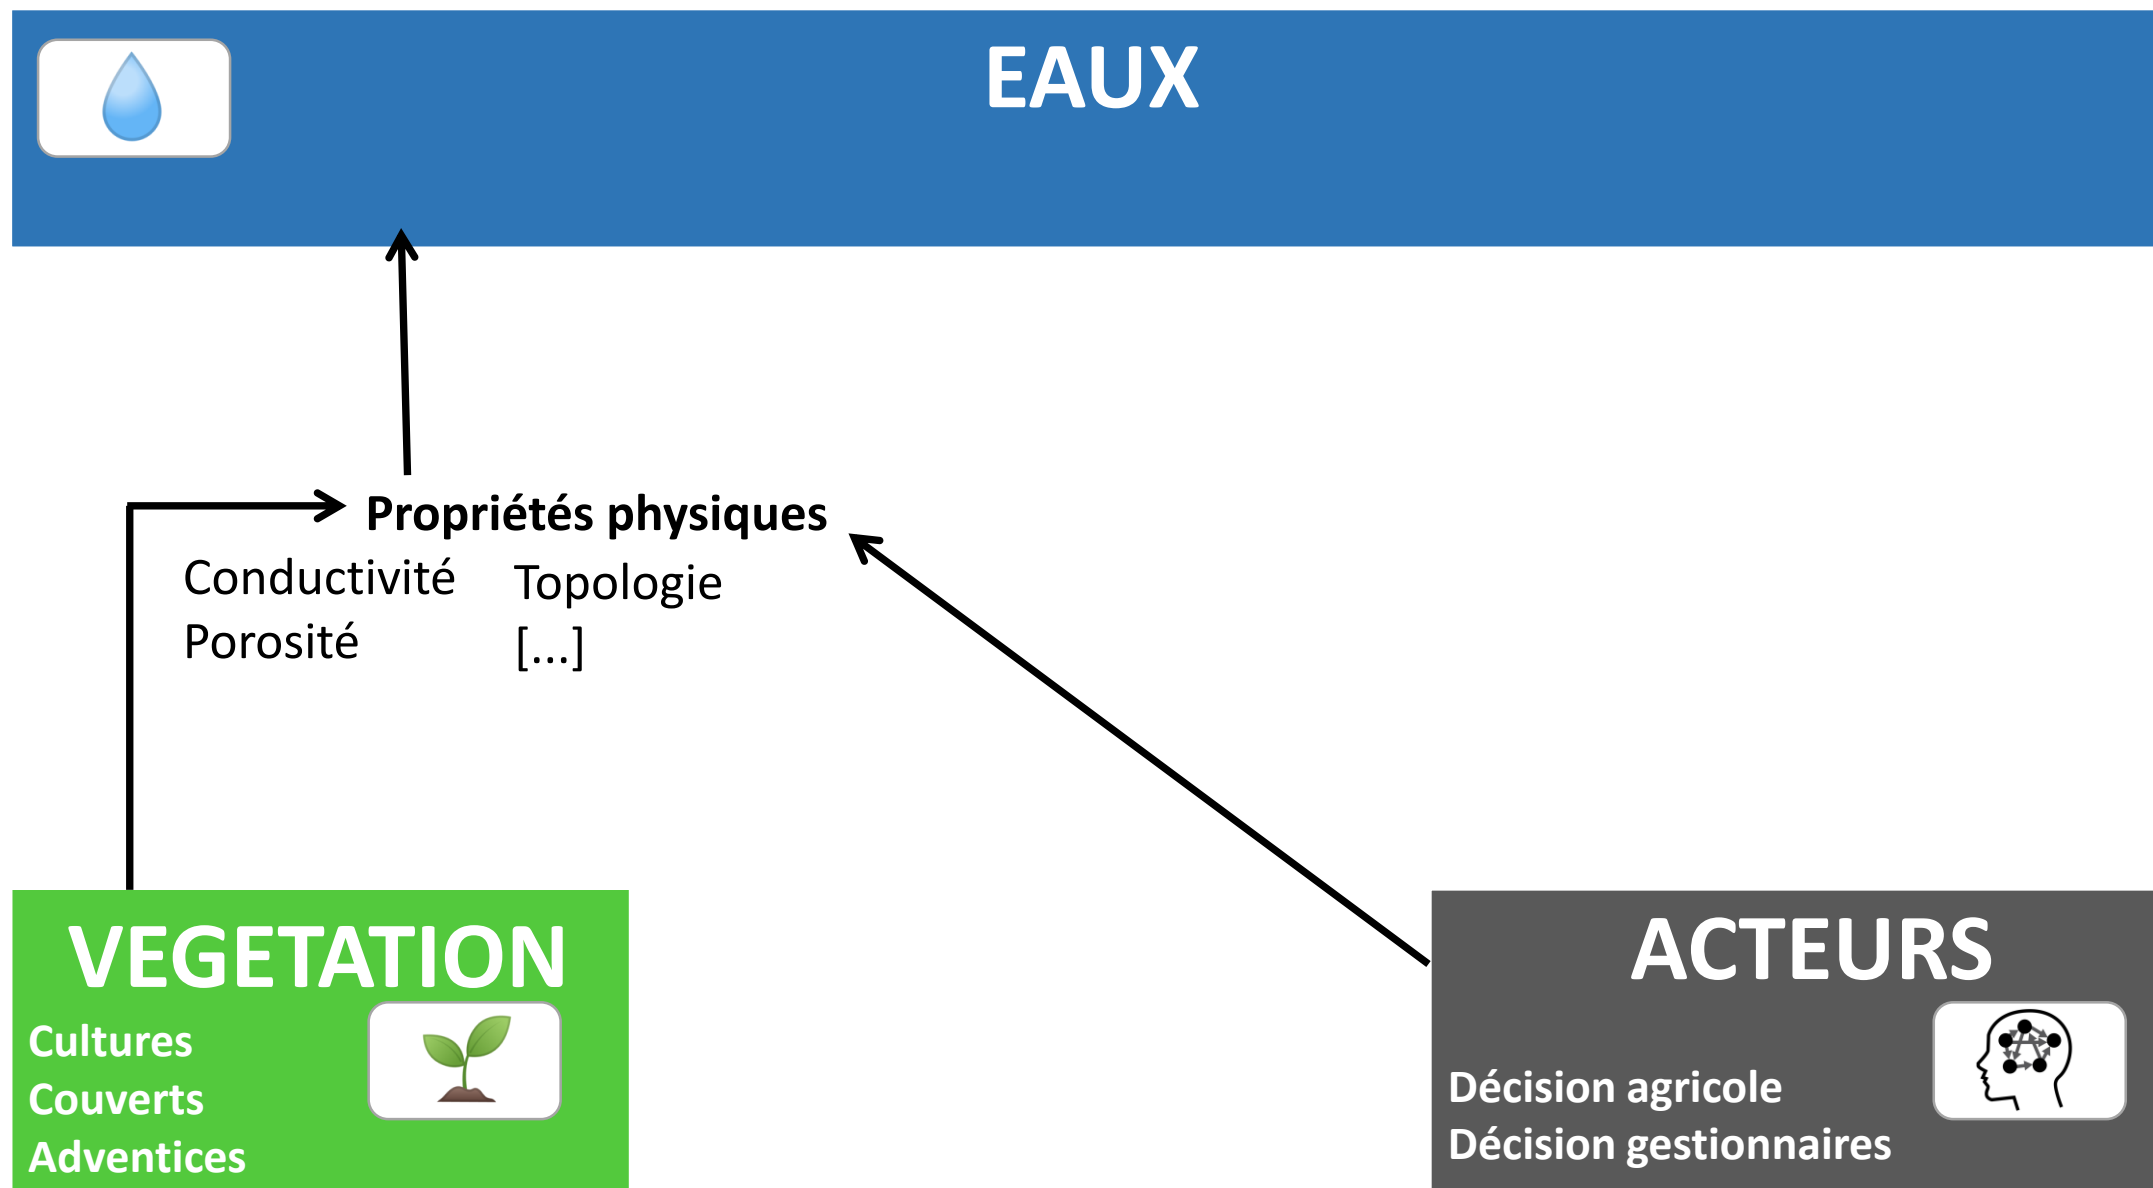 EAUX
Propriétés physiques
Conductivité
Porosité
Topologie
[...]
VEGETATION
Cultures
Couverts
Adventices
ACTEURS
Décision agricole
Décision gestionnaires